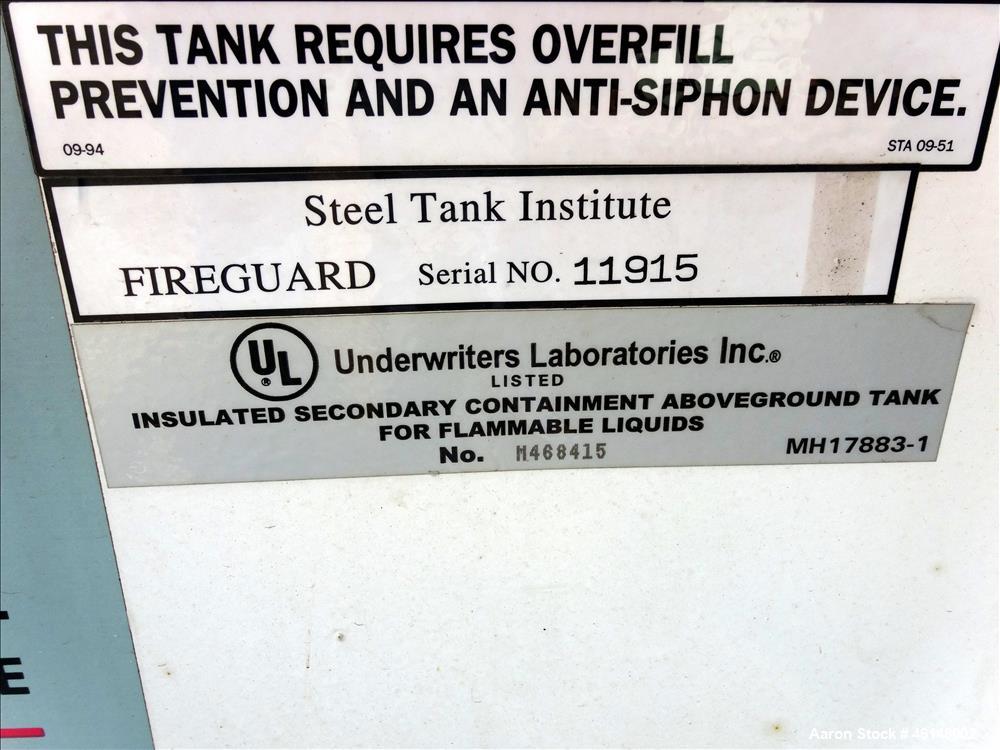 THIS TANK REQUIRES OVERFILL
PREVENTION AND AN ANTI-SIPHON DEVICE.
09-94 STA 09-51
Steel Tank Institute
FIREGUARD Serial NO. 11915
UL ® Underwriters Laboratories Inc.®
LISTED
INSULATED SECONDARY CONTAINMENT ABOVEGROUND TANK
FOR FLAMMABLE LIQUIDS
No. M468415 MH17883-1
E
Aaron Stock #